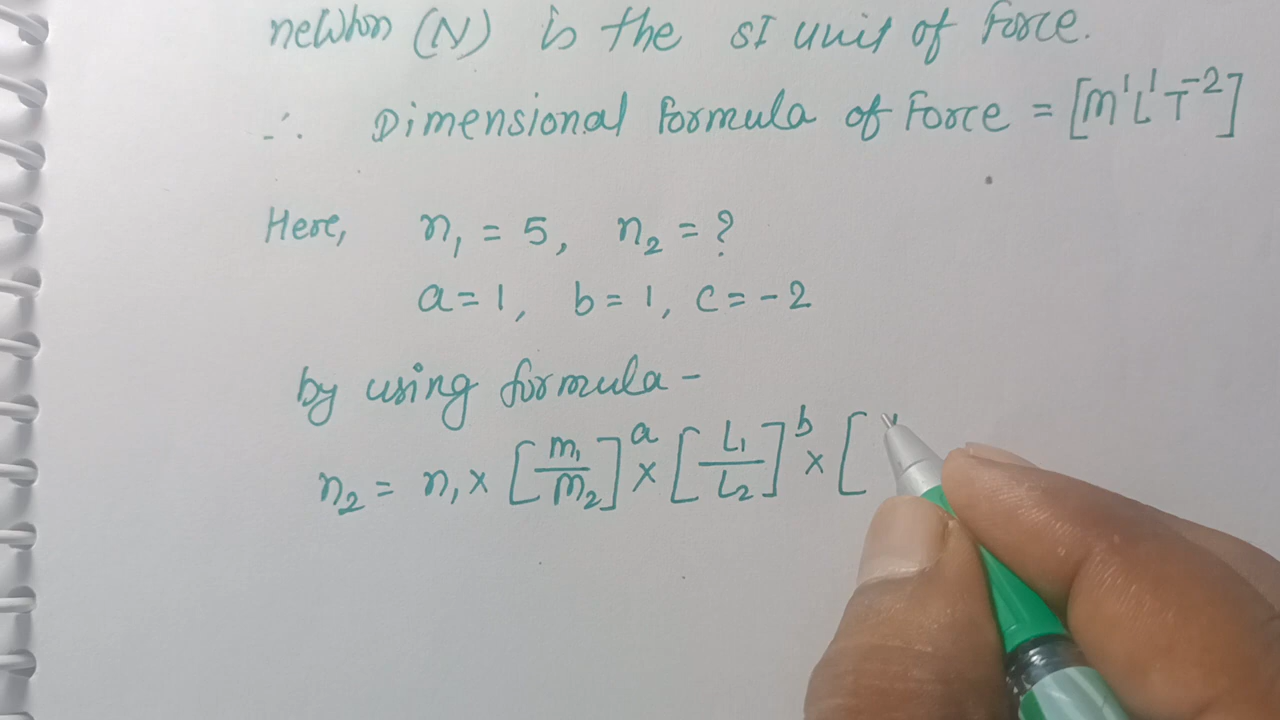 newton (N) is the SI unit of Force.
∴ Dimensional Formula of Force = [M¹L¹T⁻²]
Here, n₁ = 5, n₂ = ?
a = 1, b = 1, c = -2
by using formula -
n₂ = n₁ × [M₁/M₂]ᵃ × [L₁/L₂]ᵇ × [